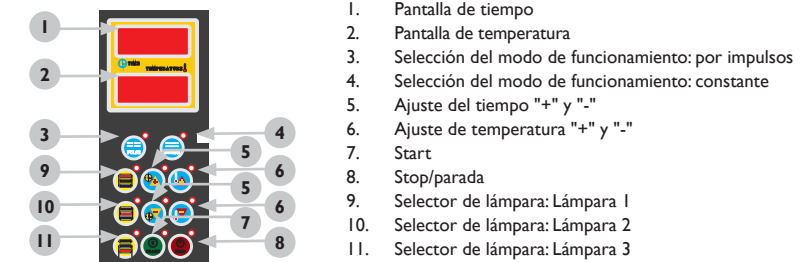 1
2
3
4
5
9
6
5
10
6
7
11
8
TIME
TEMPERATURE
1. Pantalla de tiempo
2. Pantalla de temperatura
3. Selección del modo de funcionamiento: por impulsos
4. Selección del modo de funcionamiento: constante
5. Ajuste del tiempo "+" y "-"
6. Ajuste de temperatura "+" y "-"
7. Start
8. Stop/parada
9. Selector de lámpara: Lámpara 1
10. Selector de lámpara: Lámpara 2
11. Selector de lámpara: Lámpara 3